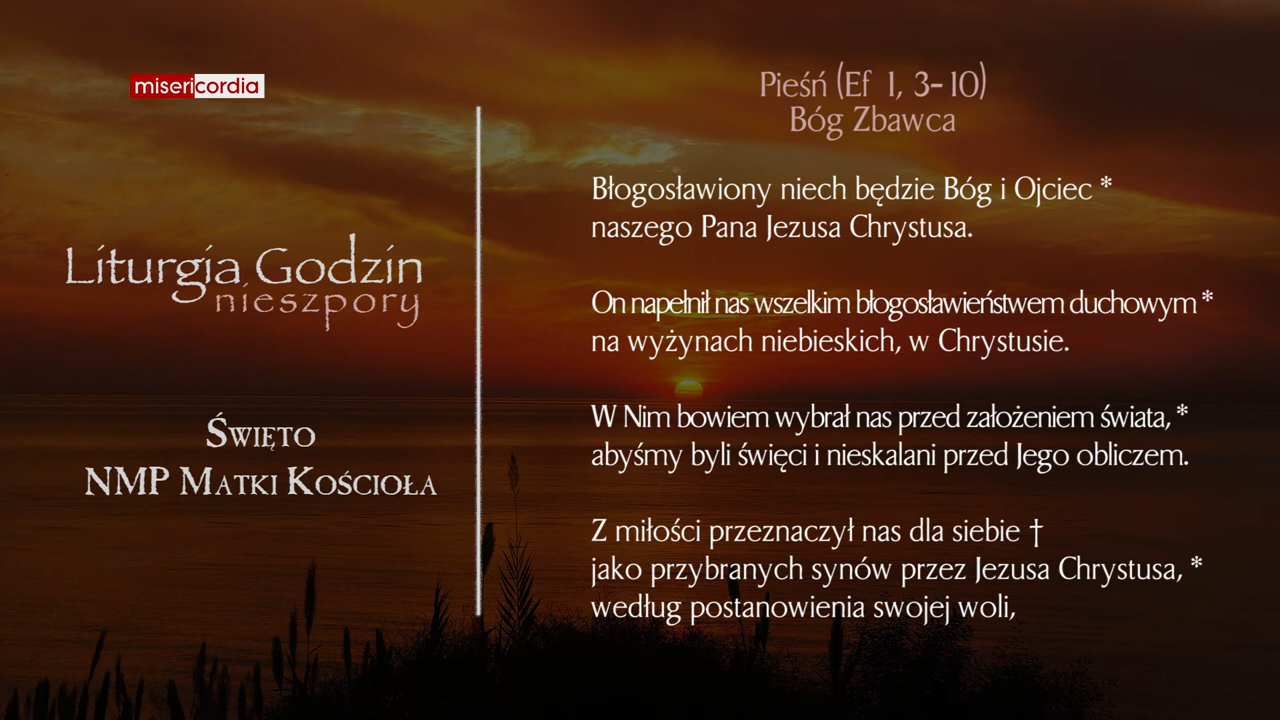 misericordia
Liturgia Godzin
nieszpory
Święto
NMP Matki Kościoła
Pieśń (Ef 1, 3-10)
Bóg Zbawca
Błogosławiony niech będzie Bóg i Ojciec *
naszego Pana Jezusa Chrystusa.
On napełnił nas wszelkim błogosławieństwem duchowym *
na wyżynach niebieskich, w Chrystusie.
W Nim bowiem wybrał nas przed założeniem świata, *
abyśmy byli święci i nieskalani przed Jego obliczem.
Z miłości przeznaczył nas dla siebie †
jako przybranych synów przez Jezusa Chrystusa, *
według postanowienia swojej woli,